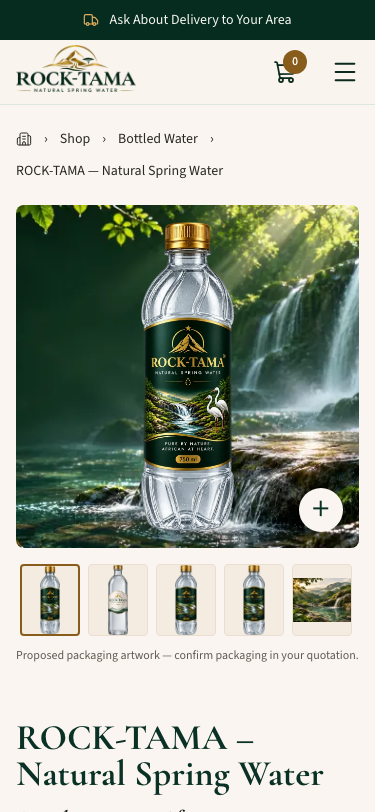 Ask About Delivery to Your Area
ROCK-TAMA
NATURAL SPRING WATER
0
› Shop › Bottled Water ›
ROCK-TAMA — Natural Spring Water
ROCK-TAMA
NATURAL SPRING WATER
PURE BY NATURE.
AFRICAN AT HEART.
750 ml
Proposed packaging artwork — confirm packaging in your quotation.
ROCK-TAMA –
Natural Spring Water